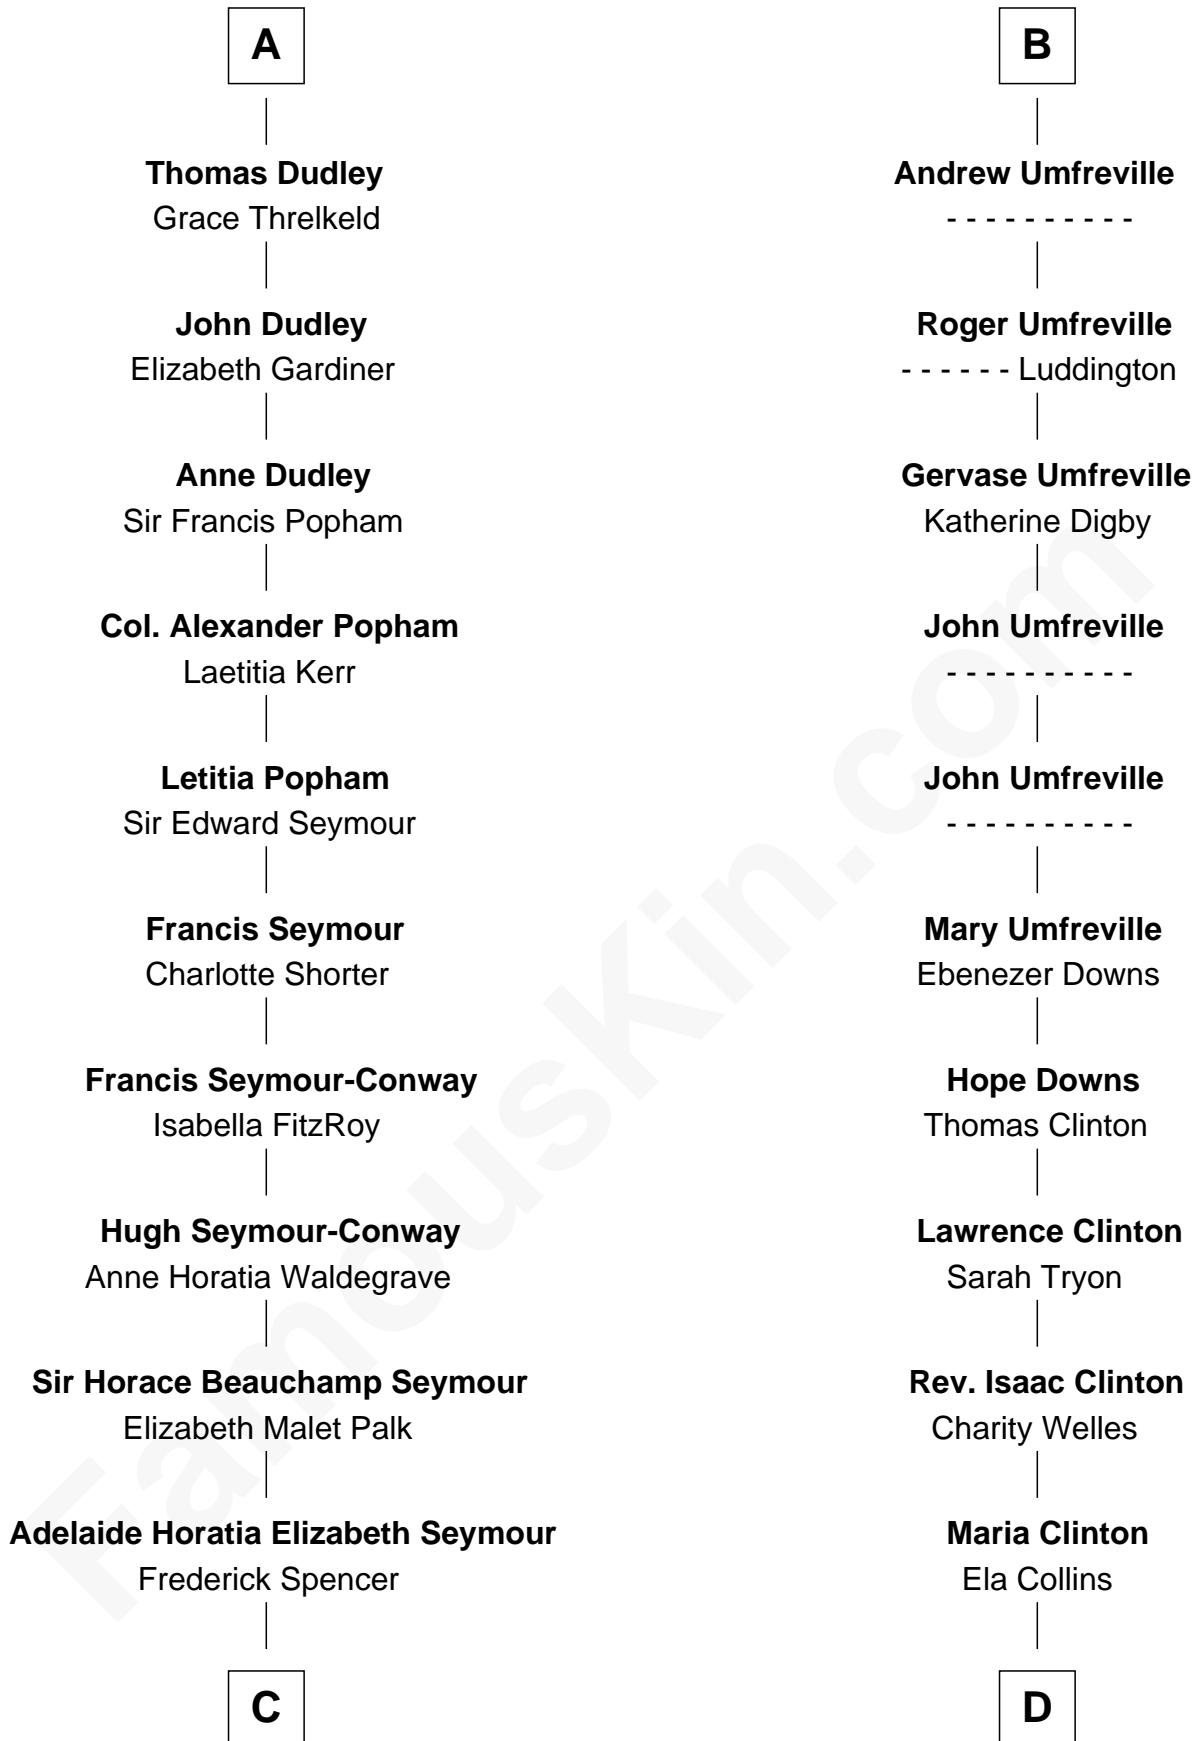 A
Thomas Dudley
Grace Threlkeld
John Dudley
Elizabeth Gardiner
Anne Dudley
Sir Francis Popham
Col. Alexander Popham
Laetitia Kerr
Letitia Popham
Sir Edward Seymour
Francis Seymour
Charlotte Shorter
Francis Seymour-Conway
Isabella FitzRoy
Hugh Seymour-Conway
Anne Horatia Waldegrave
Sir Horace Beauchamp Seymour
Elizabeth Malet Palk
Adelaide Horatia Elizabeth Seymour
Frederick Spencer
C
B
Andrew Umfreville
- - - - - - - - - -
Roger Umfreville
- - - - - - Luddington
Gervase Umfreville
Katherine Digby
John Umfreville
- - - - - - - - - -
John Umfreville
- - - - - - - - - -
Mary Umfreville
Ebenezer Downs
Hope Downs
Thomas Clinton
Lawrence Clinton
Sarah Tryon
Rev. Isaac Clinton
Charity Welles
Maria Clinton
Ela Collins
D
FamousKin.com